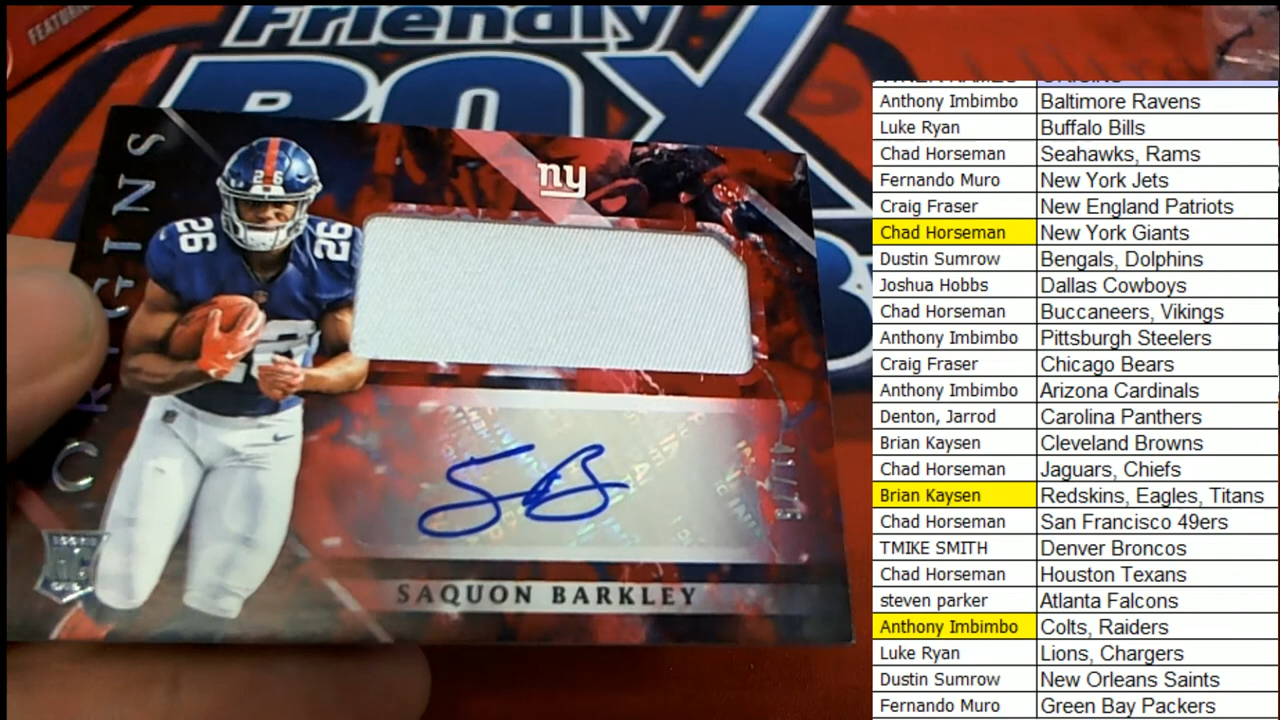 FEATURING
Friendly
BOX
ORIGINS
ny
26
26 26
SB
SAQUON BARKLEY
Anthony Imbimbo Baltimore Ravens
Luke Ryan Buffalo Bills
Chad Horseman Seahawks, Rams
Fernando Muro New York Jets
Craig Fraser New England Patriots
Chad Horseman New York Giants
Dustin Sumrow Bengals, Dolphins
Joshua Hobbs Dallas Cowboys
Chad Horseman Buccaneers, Vikings
Anthony Imbimbo Pittsburgh Steelers
Craig Fraser Chicago Bears
Anthony Imbimbo Arizona Cardinals
Denton, Jarrod Carolina Panthers
Brian Kaysen Cleveland Browns
Chad Horseman Jaguars, Chiefs
Brian Kaysen Redskins, Eagles, Titans
Chad Horseman San Francisco 49ers
TMIKE SMITH Denver Broncos
Chad Horseman Houston Texans
steven parker Atlanta Falcons
Anthony Imbimbo Colts, Raiders
Luke Ryan Lions, Chargers
Dustin Sumrow New Orleans Saints
Fernando Muro Green Bay Packers